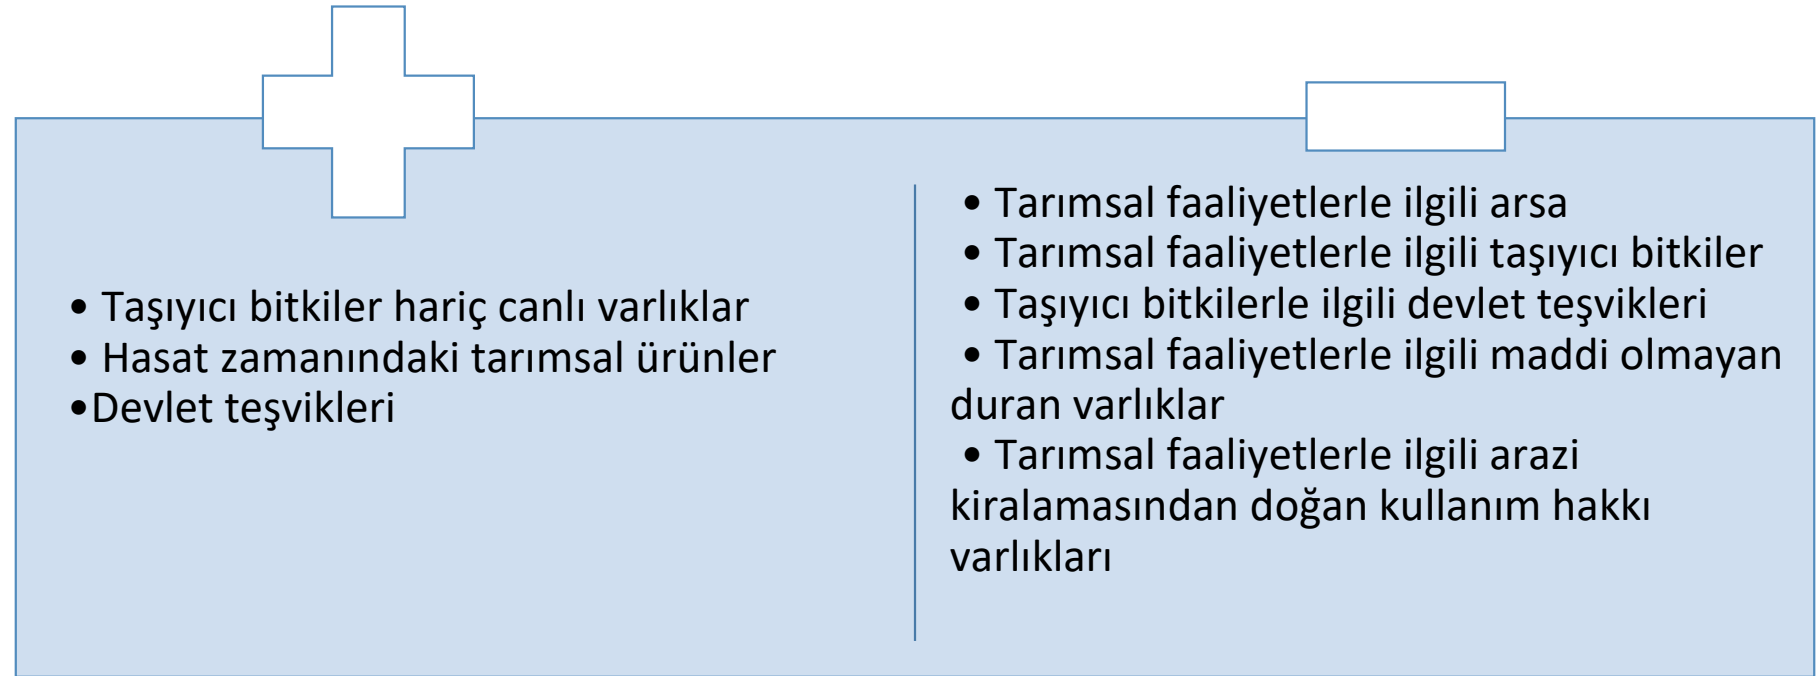 • Taşıyıcı bitkiler hariç canlı varlıklar
• Hasat zamanındaki tarımsal ürünler
•Devlet teşvikleri
• Tarımsal faaliyetlerle ilgili arsa
• Tarımsal faaliyetlerle ilgili taşıyıcı bitkiler
• Taşıyıcı bitkilerle ilgili devlet teşvikleri
• Tarımsal faaliyetlerle ilgili maddi olmayan
duran varlıklar
• Tarımsal faaliyetlerle ilgili arazi
kiralamasından doğan kullanım hakkı
varlıkları